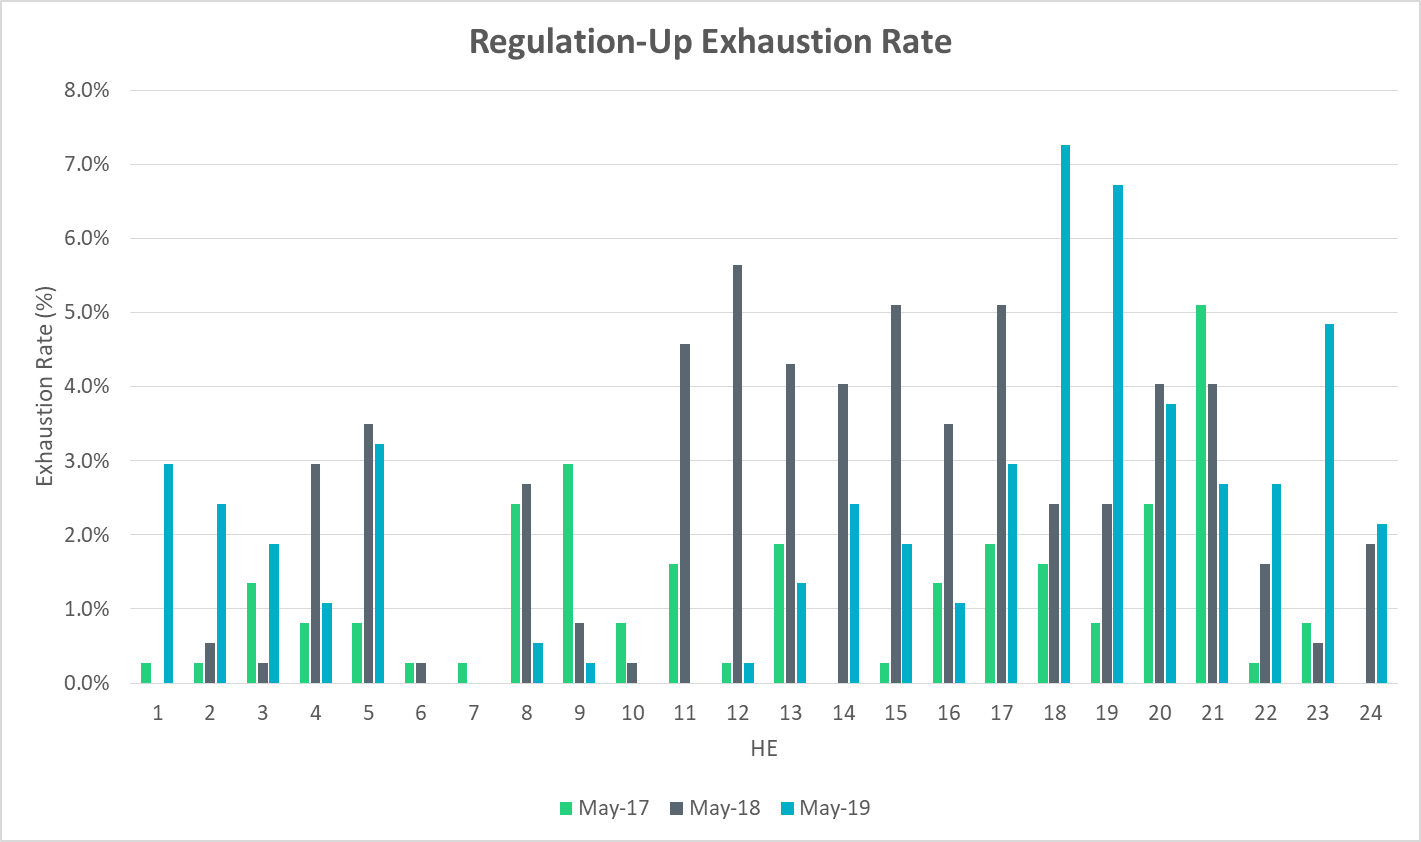 Regulation-Up Exhaustion Rate
8.0%
7.0%
6.0%
5.0%
4.0%
3.0%
2.0%
1.0%
0.0%
Exhaustion Rate (%)
1 2 3 4 5 6 7 8 9 10 11 12 13 14 15 16 17 18 19 20 21 22 23 24
HE
May-17 May-18 May-19